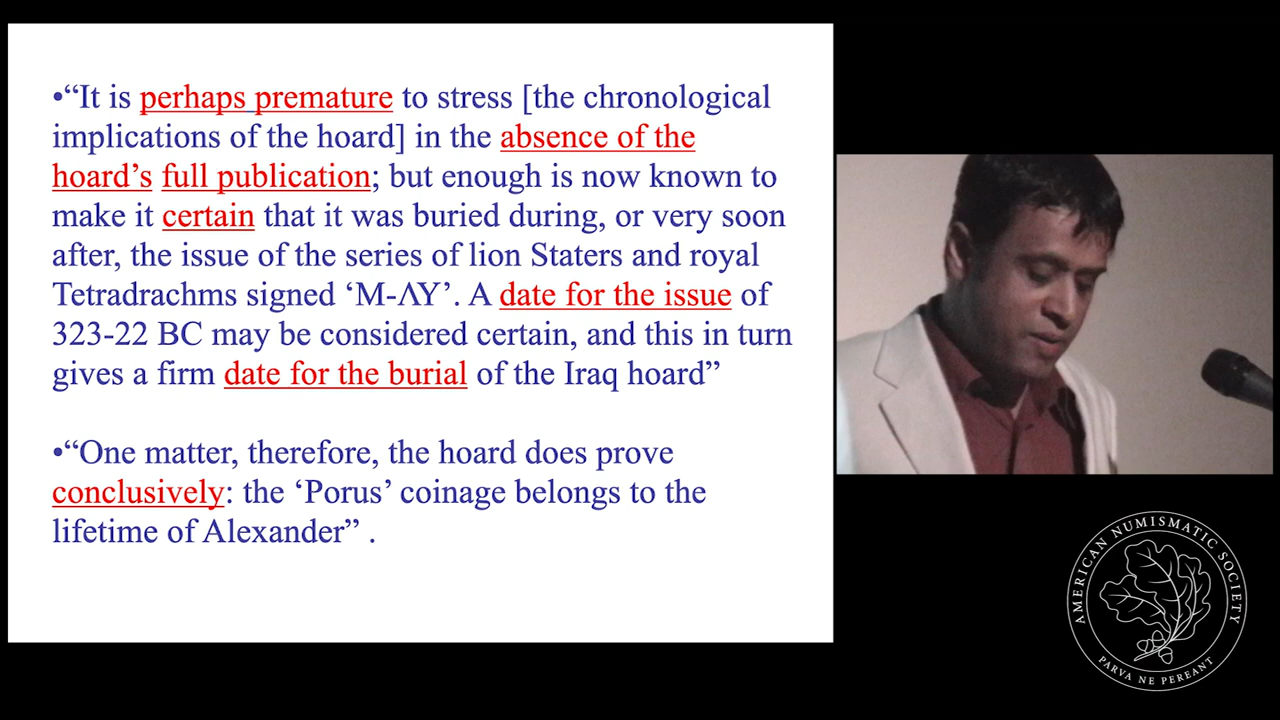 •“It is perhaps premature to stress [the chronological
implications of the hoard] in the absence of the
hoard’s full publication; but enough is now known to
make it certain that it was buried during, or very soon
after, the issue of the series of lion Staters and royal
Tetradrachms signed ‘M-ΛY’. A date for the issue of
323-22 BC may be considered certain, and this in turn
gives a firm date for the burial of the Iraq hoard”
•“One matter, therefore, the hoard does prove
conclusively: the ‘Porus’ coinage belongs to the
lifetime of Alexander” .
AMERICAN NUMISMATIC SOCIETY
PARVA NE PEREANT